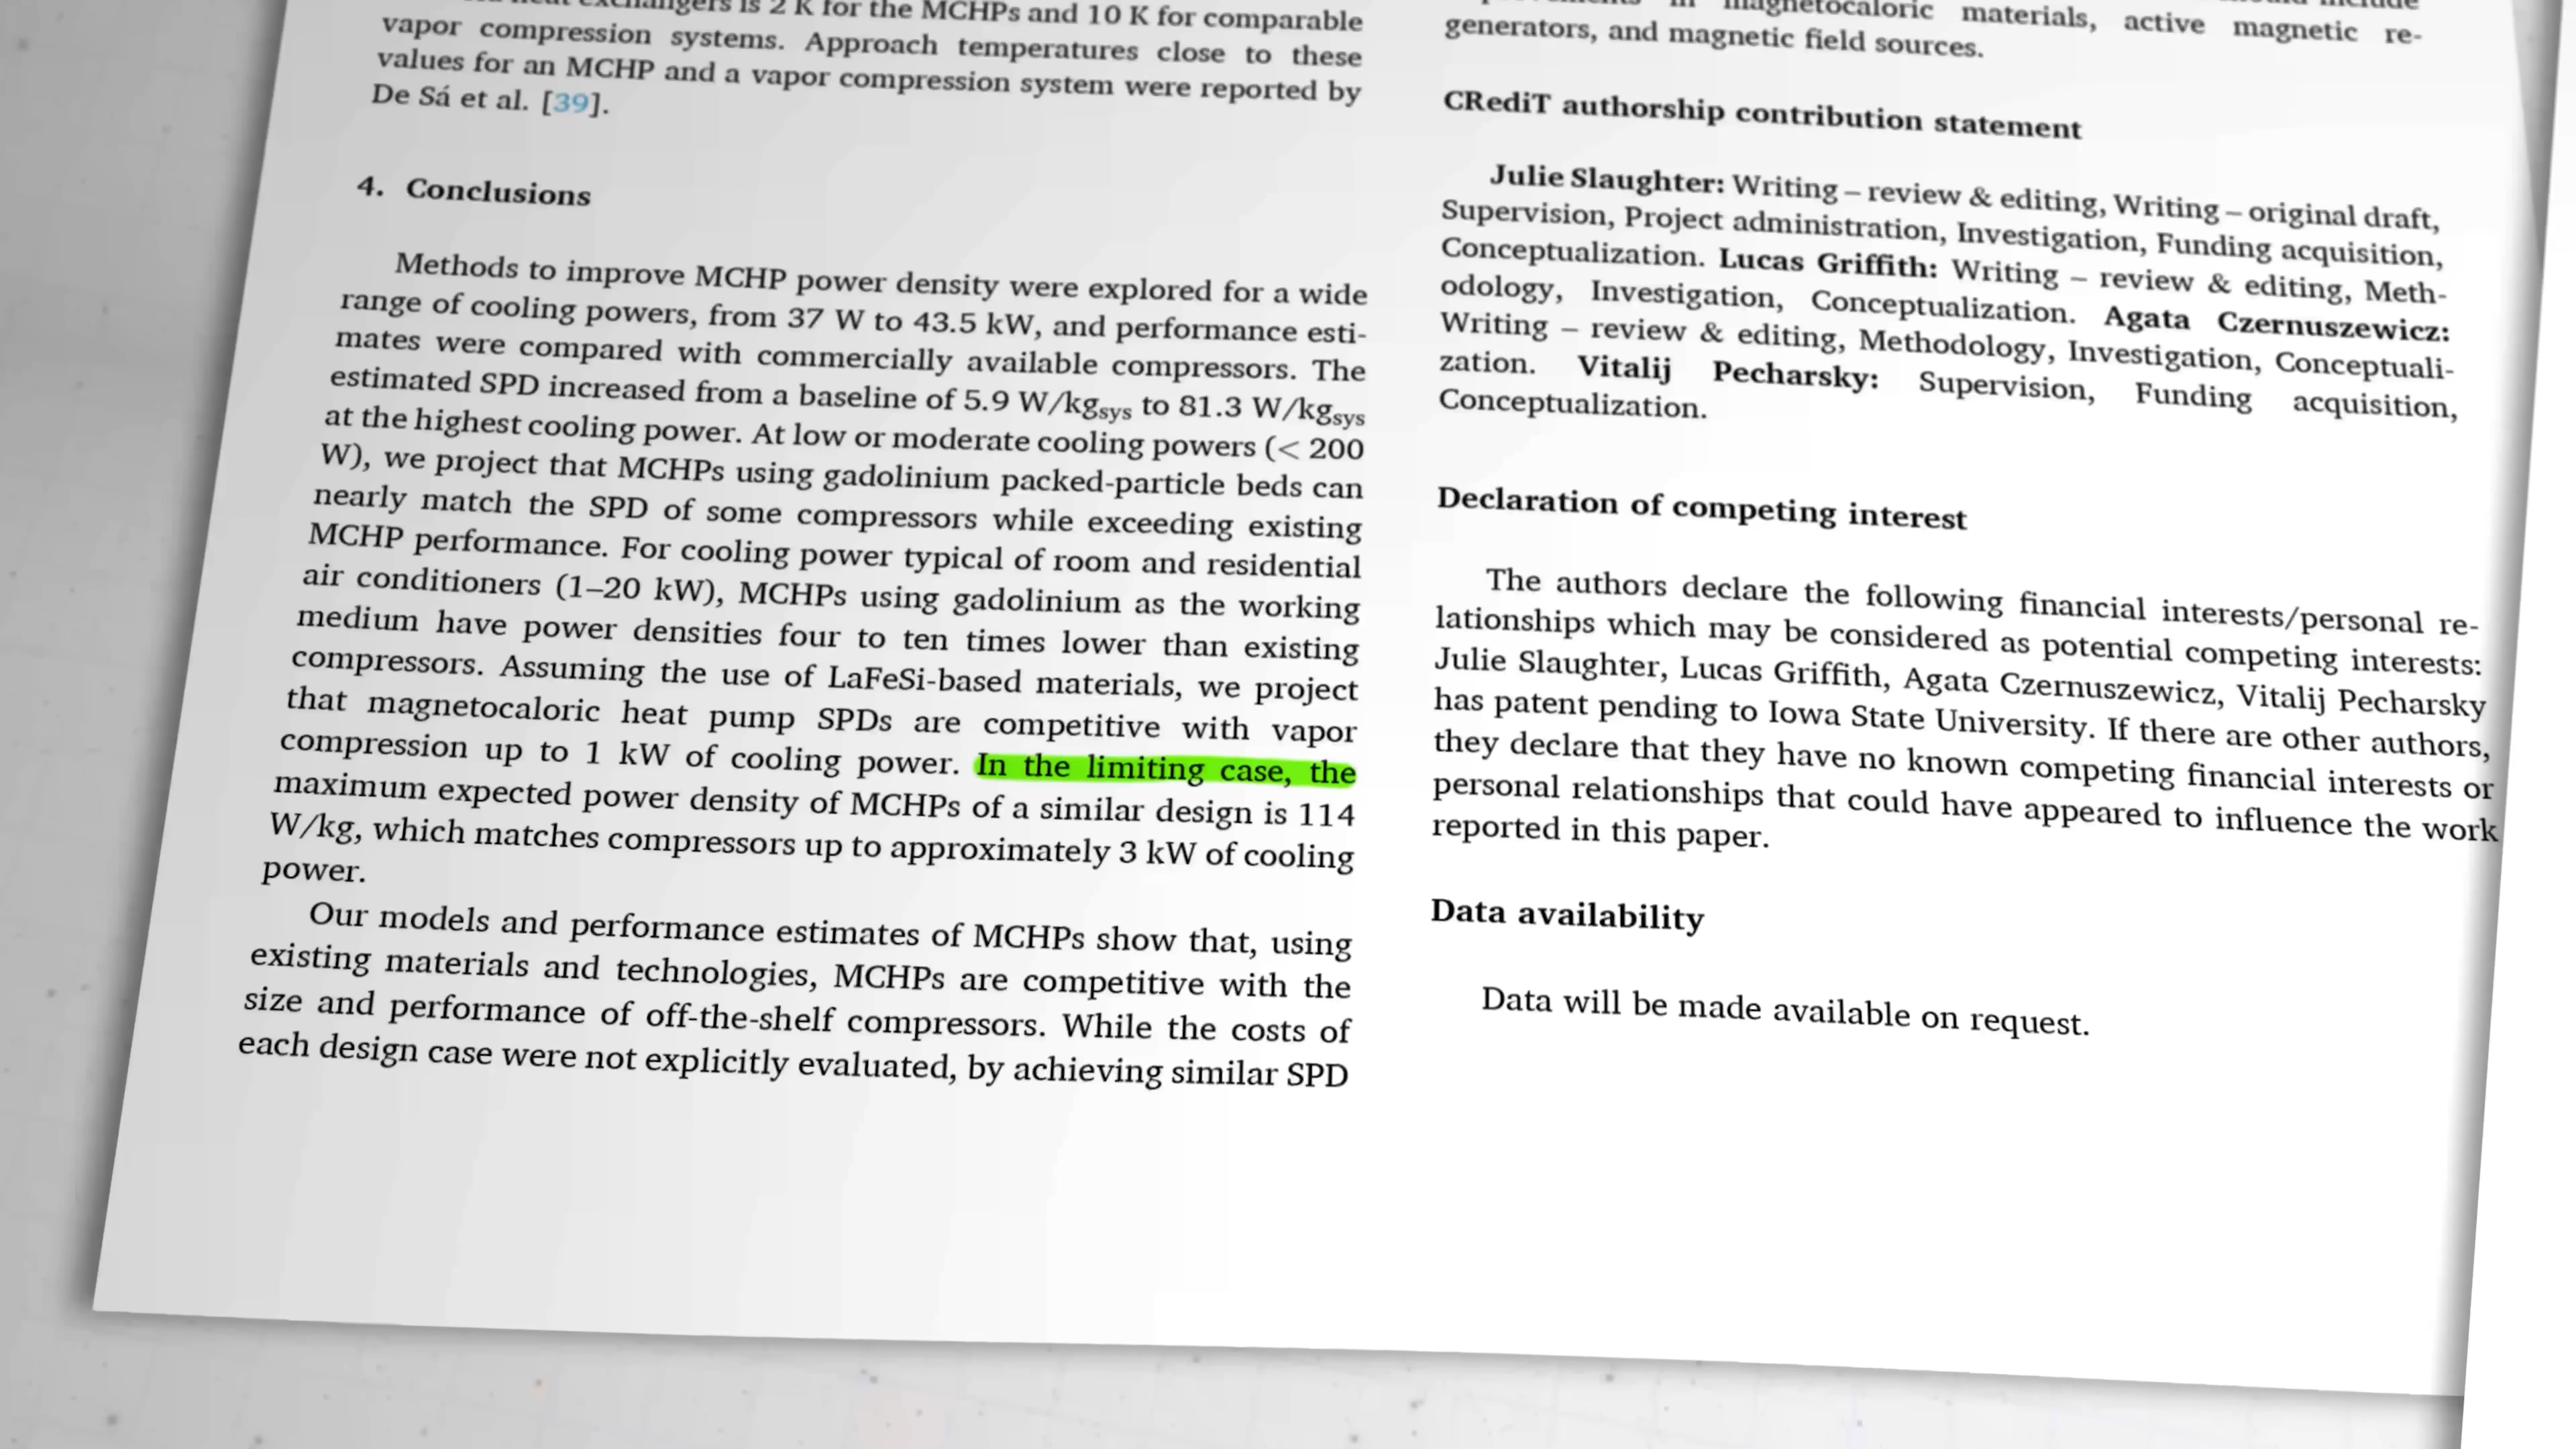 exchangers is 2 K for the MCHPs and 10 K for comparable
vapor compression systems. Approach temperatures close to these
values for an MCHP and a vapor compression system were reported by
De Sá et al. [39].
4. Conclusions
Methods to improve MCHP power density were explored for a wide
range of cooling powers, from 37 W to 43.5 kW, and performance esti-
mates were compared with commercially available compressors. The
estimated SPD increased from a baseline of 5.9 W/kgsys to 81.3 W/kgsys
at the highest cooling power. At low or moderate cooling powers (< 200
W), we project that MCHPs using gadolinium packed-particle beds can
nearly match the SPD of some compressors while exceeding existing
MCHP performance. For cooling power typical of room and residential
air conditioners (1–20 kW), MCHPs using gadolinium as the working
medium have power densities four to ten times lower than existing
compressors. Assuming the use of LaFeSi-based materials, we project
that magnetocaloric heat pump SPDs are competitive with vapor
compression up to 1 kW of cooling power. In the limiting case, the
maximum expected power density of MCHPs of a similar design is 114
W/kg, which matches compressors up to approximately 3 kW of cooling
power.
Our models and performance estimates of MCHPs show that, using
existing materials and technologies, MCHPs are competitive with the
size and performance of off-the-shelf compressors. While the costs of
each design case were not explicitly evaluated, by achieving similar SPD
in magnetocaloric materials, active magnetic re-
generators, and magnetic field sources.
CRediT authorship contribution statement
Julie Slaughter: Writing – review & editing, Writing – original draft,
Supervision, Project administration, Investigation, Funding acquisition,
Conceptualization. Lucas Griffith: Writing – review & editing, Meth-
odology, Investigation, Conceptualization. Agata Czernuszewicz:
Writing – review & editing, Methodology, Investigation, Conceptuali-
zation. Vitalij Pecharsky: Supervision, Funding acquisition,
Conceptualization.
Declaration of competing interest
The authors declare the following financial interests/personal re-
lationships which may be considered as potential competing interests:
Julie Slaughter, Lucas Griffith, Agata Czernuszewicz, Vitalij Pecharsky
has patent pending to Iowa State University. If there are other authors,
they declare that they have no known competing financial interests or
personal relationships that could have appeared to influence the work
reported in this paper.
Data availability
Data will be made available on request.